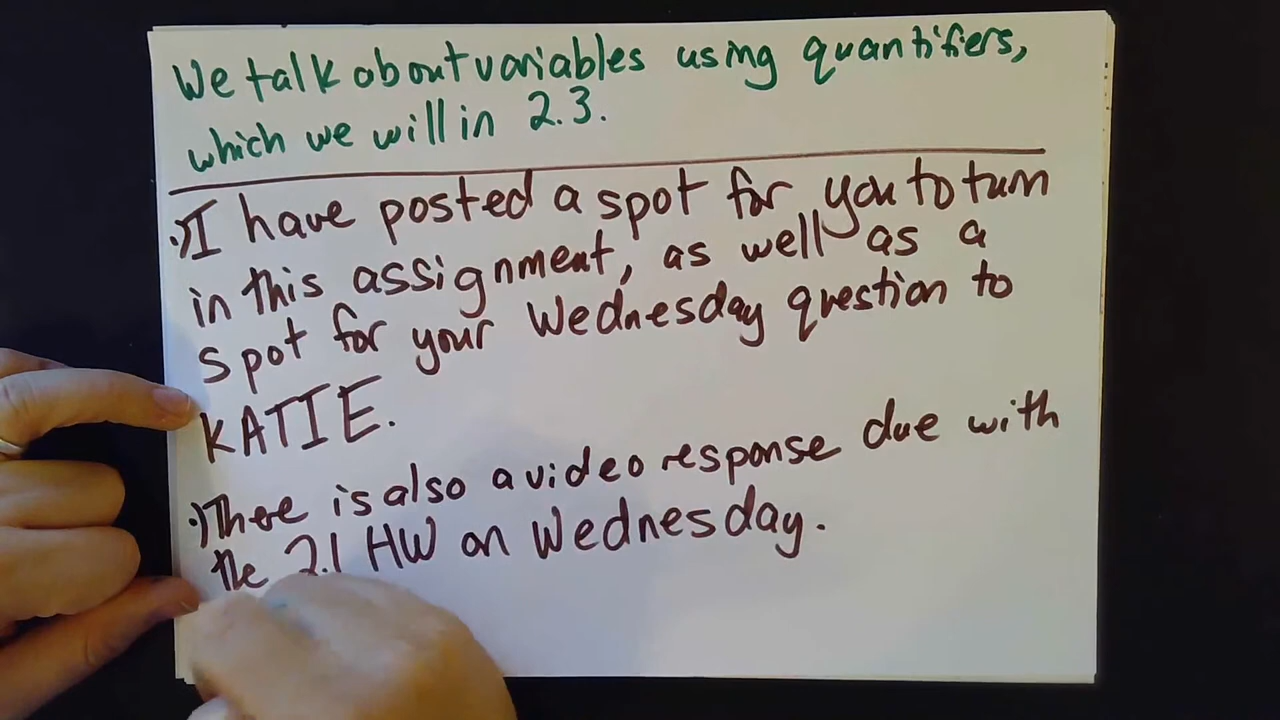 We talk about variables using quantifiers,
which we will in 2.3.
·)I have posted a spot for you to turn
in this assignment, as well as a
spot for your Wednesday question to
KATIE.
·)There is also a video response due with
the 2.1 HW on Wednesday.